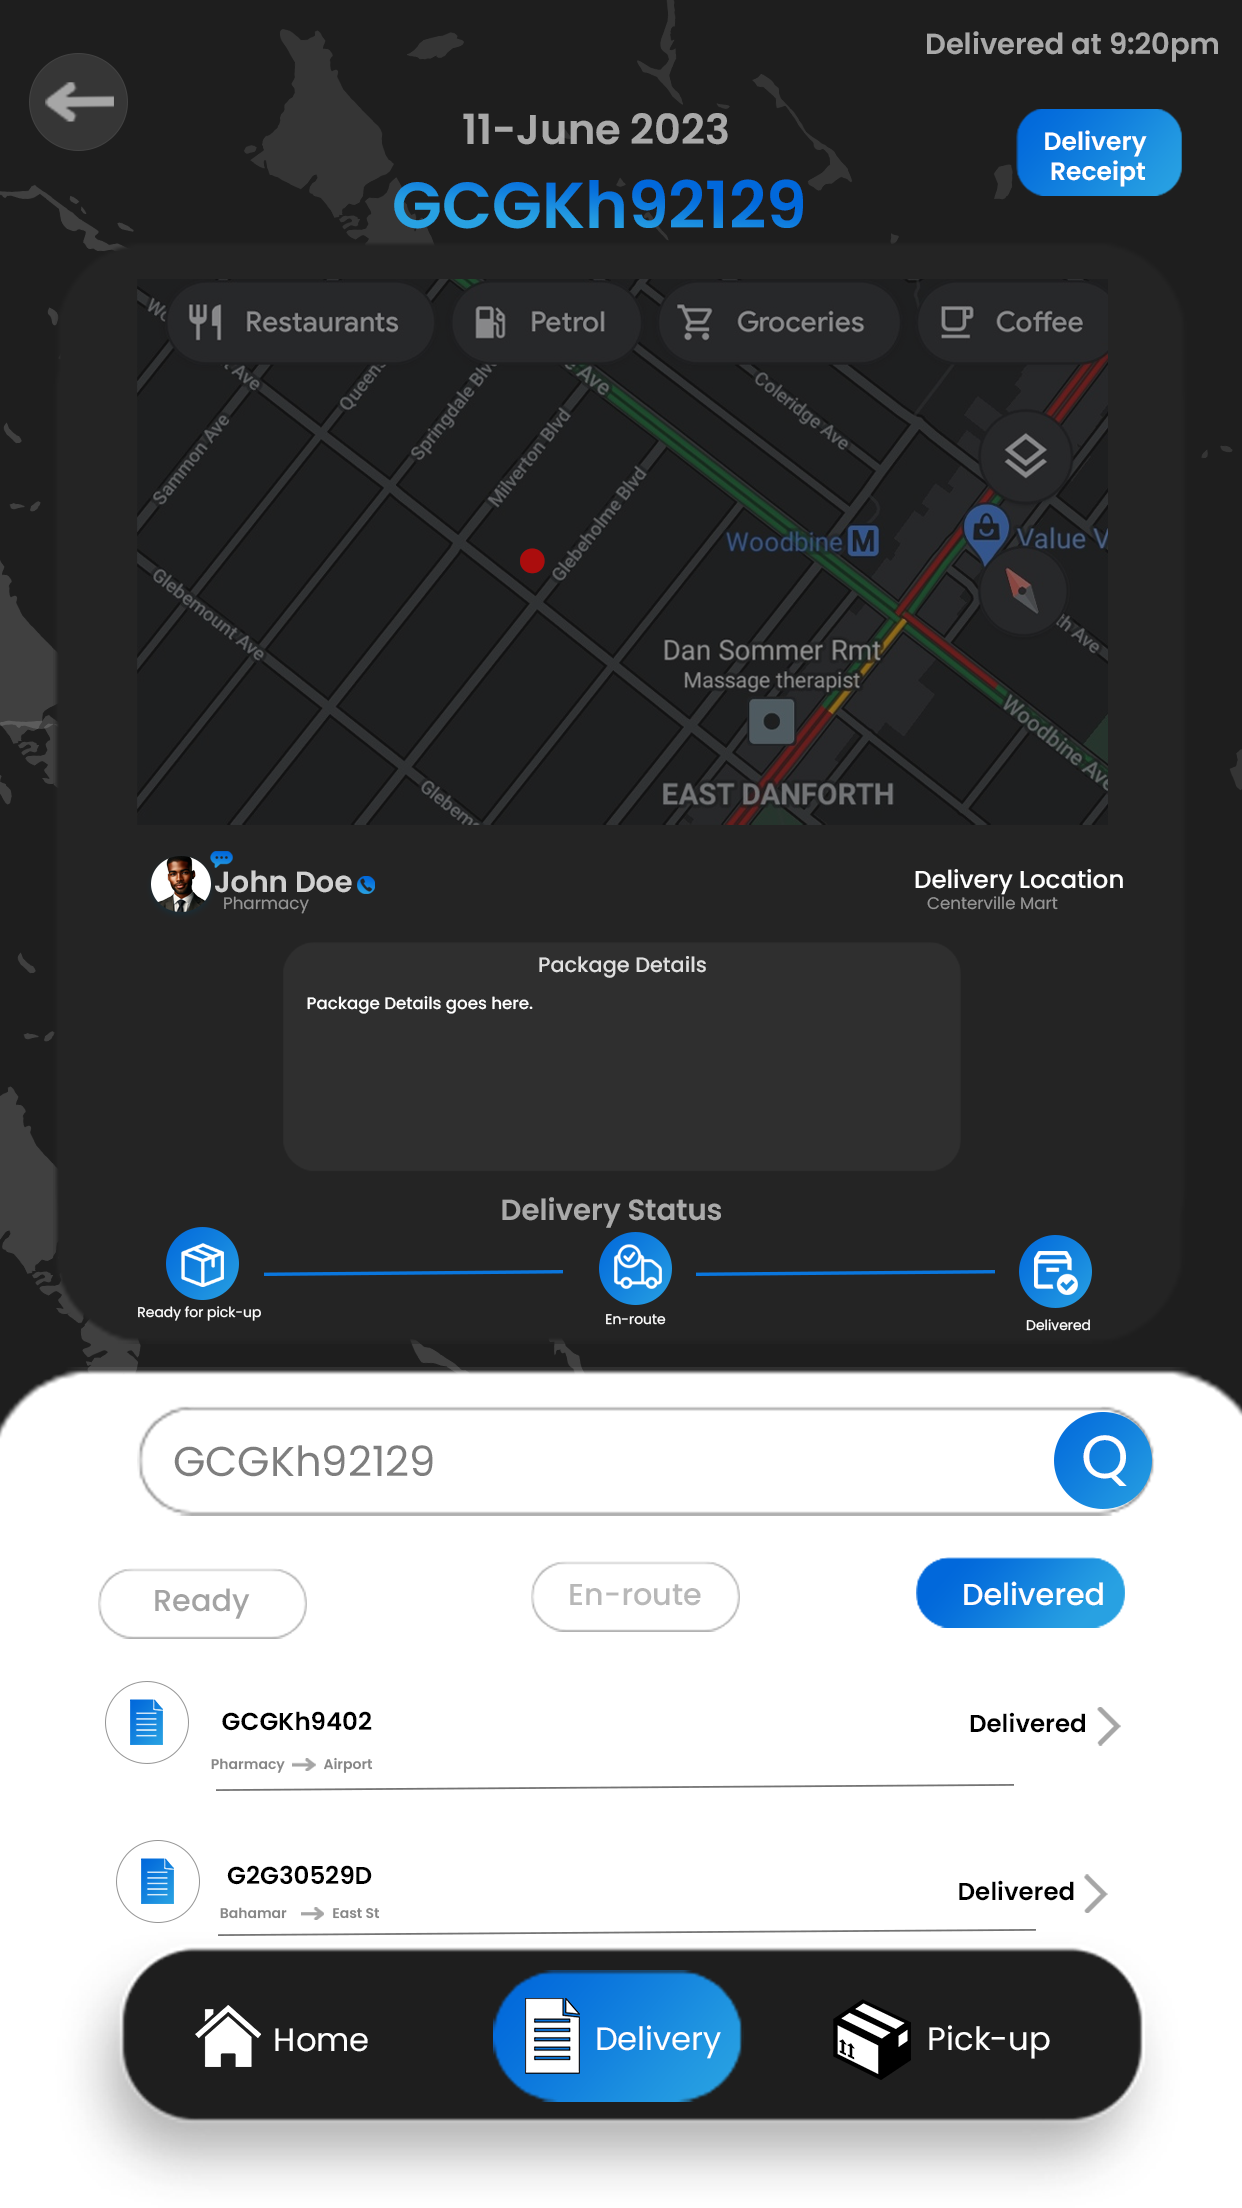 Delivered at 9:20pm
11-June 2023
Delivery
Receipt
GCGKh92129
Restaurants
Petrol
Groceries
Coffee
Ave
Ave
Coleridge Ave
Sammon Ave
Springdale Blv
Milverton Blvd
Glebeholme Blvd
Woodbine M
Value V
Glebemount Ave
th Ave
Dan Sommer Rmt
Massage therapist
Woodbine Ave
Glebem
EAST DANFORTH
John Doe
Pharmacy
Delivery Location
Centerville Mart
Package Details
Package Details goes here.
Delivery Status
Ready for pick-up
En-route
Delivered
GCGKh92129
Q
Ready
En-route
Delivered
GCGKh9402
Delivered
Pharmacy
Airport
G2G30529D
Delivered
Bahamar
East St
Home
Delivery
Pick-up